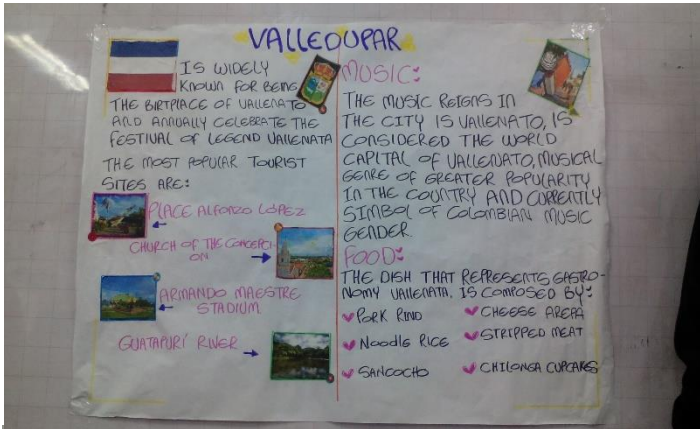 VALLEDUPAR
IS WIDELY
KNOWN FOR BEING
THE BIRTPLACE OF VALLENATO
AND ANNUALLY CELEBRATE THE
FESTIVAL OF LEGEND VALLENATA
THE MOST POPULAR TOURIST
SITES ARE:
PLACE ALFONZO LÓPEZ
CHURCH OF THE CONCEPCI-
ON
ARMANDO MAESTRE
STADIUM
GUATAPURÍ RIVER
MUSIC:
THE MUSIC REIGNS IN
THE CITY IS VALLENATO, IS
CONSIDERED THE WORLD
CAPITAL OF VALLENATO, MUSICAL
GENRE OF GREATER POPULARITY
IN THE COUNTRY AND CURRENTLY
SIMBOL OF COLOMBIAN MUSIC
GENDER.
FOOD:
THE DISH THAT REPRESENTS GASTRO-
NOMY VALLENATA, IS COMPOSED BY:
PORK RIND
NOODLE RICE
SANCOCHO
CHEESE AREPA
STRIPPED MEAT
CHILONGA CUPCAKES